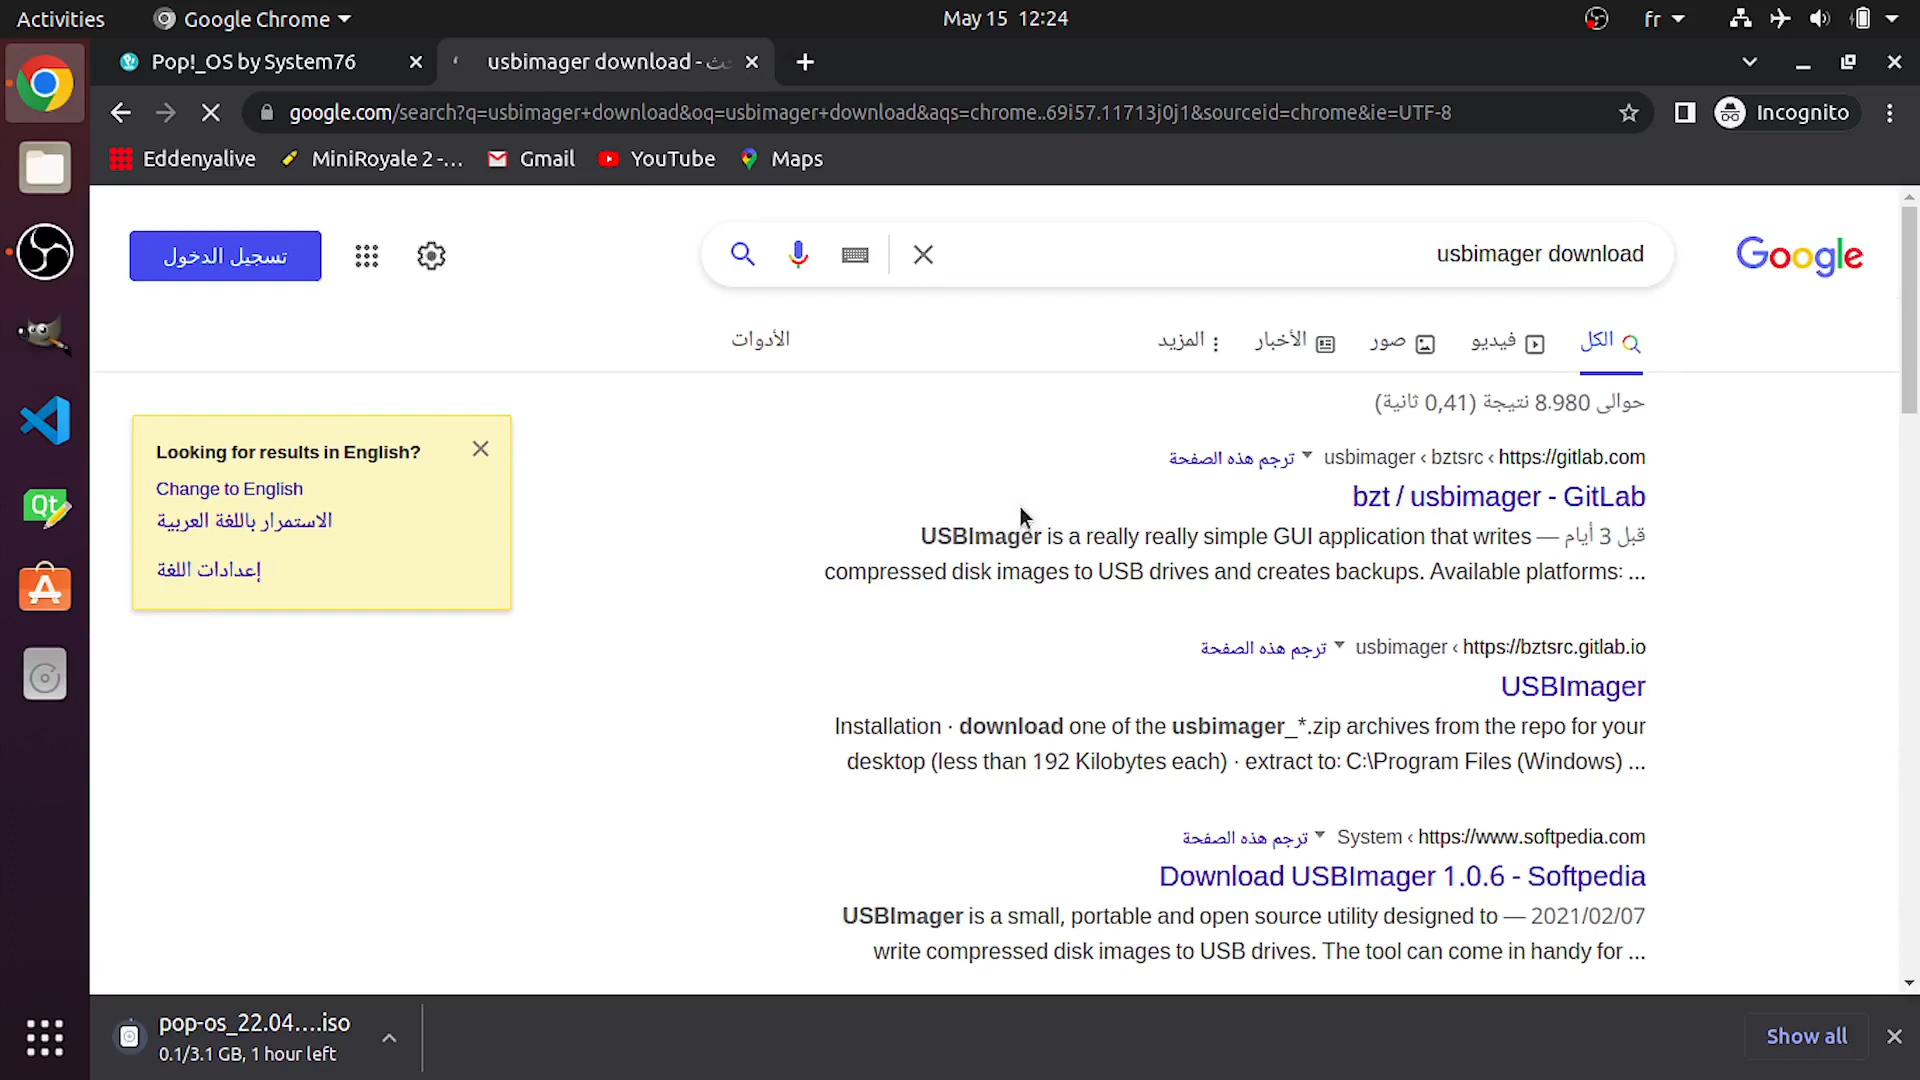 Activities
Google Chrome
May 15 12:24
fr
Pop!_OS by System76
usbimager download -
google.com/search?q=usbimager+download&oq=usbimager+download&aqs=chrome..69i57.11713j0j1&sourceid=chrome&ie=UTF-8
Incognito
Eddenyalive
MiniRoyale 2 -...
Gmail
YouTube
Maps
تسجيل الدخول
usbimager download
Google
الكل
فيديو
صور
الأخبار
المزيد
الأدوات
حوالى 8.980 نتيجة (0,41 ثانية)
Looking for results in English?
Change to English
الاستمرار باللغة العربية
إعدادات اللغة
https://gitlab.com › bztsrc › usbimager ترجم هذه الصفحة
bzt / usbimager - GitLab
قبل 3 أيام — USBImager is a really really simple GUI application that writes
compressed disk images to USB drives and creates backups. Available platforms: ...
https://bztsrc.gitlab.io › usbimager ترجم هذه الصفحة
USBImager
Installation · download one of the usbimager_*.zip archives from the repo for your
desktop (less than 192 Kilobytes each) · extract to: C:\Program Files (Windows) ...
https://www.softpedia.com › System ترجم هذه الصفحة
Download USBImager 1.0.6 - Softpedia
2021/02/07 — USBImager is a small, portable and open source utility designed to
write compressed disk images to USB drives. The tool can come in handy for ...
pop-os_22.04....iso
0.1/3.1 GB, 1 hour left
Show all